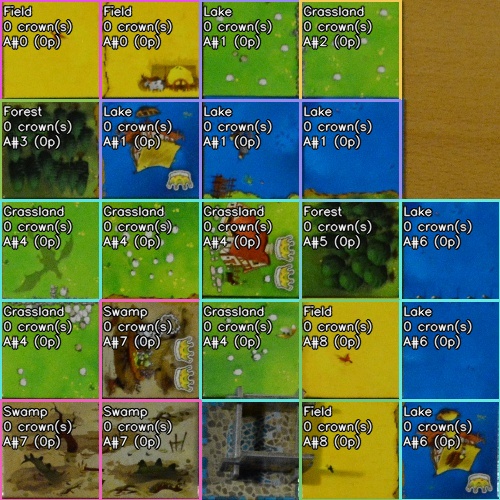 Field
0 crown(s)
A#0 (0p)
Field
0 crown(s)
A#0 (0p)
Lake
0 crown(s)
A#1 (0p)
Grassland
0 crown(s)
A#2 (0p)
Forest
0 crown(s)
A#3 (0p)
Lake
0 crown(s)
A#1 (0p)
Lake
0 crown(s)
A#1 (0p)
Lake
0 crown(s)
A#1 (0p)
Grassland
0 crown(s)
A#4 (0p)
Grassland
0 crown(s)
A#4 (0p)
Grassland
0 crown(s)
A#4 (0p)
Forest
0 crown(s)
A#5 (0p)
Lake
0 crown(s)
A#6 (0p)
Grassland
0 crown(s)
A#4 (0p)
Swamp
0 crown(s)
A#7 (0p)
Grassland
0 crown(s)
A#4 (0p)
Field
0 crown(s)
A#8 (0p)
Lake
0 crown(s)
A#6 (0p)
Swamp
0 crown(s)
A#7 (0p)
Swamp
0 crown(s)
A#7 (0p)
Field
0 crown(s)
A#8 (0p)
Lake
0 crown(s)
A#6 (0p)